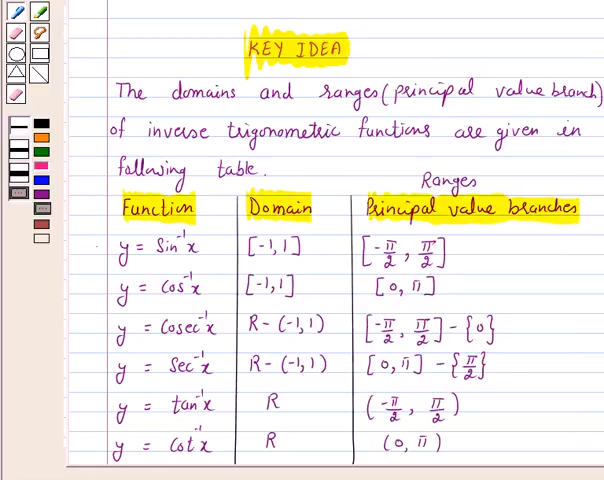 KEY IDEA
The domains and ranges (principal value branch)
of inverse trigonometric functions are given in
following table.
Ranges
Function Domain Principal value branches
y = Sin⁻¹x [-1, 1] [-π/2, π/2]
y = Cos⁻¹x [-1, 1] [0, π]
y = Cosec⁻¹x R - (-1, 1) [-π/2, π/2] - {0}
y = Sec⁻¹x R - (-1, 1) [0, π] - {π/2}
y = tan⁻¹x R (-π/2, π/2)
y = Cot⁻¹x R (0, π)